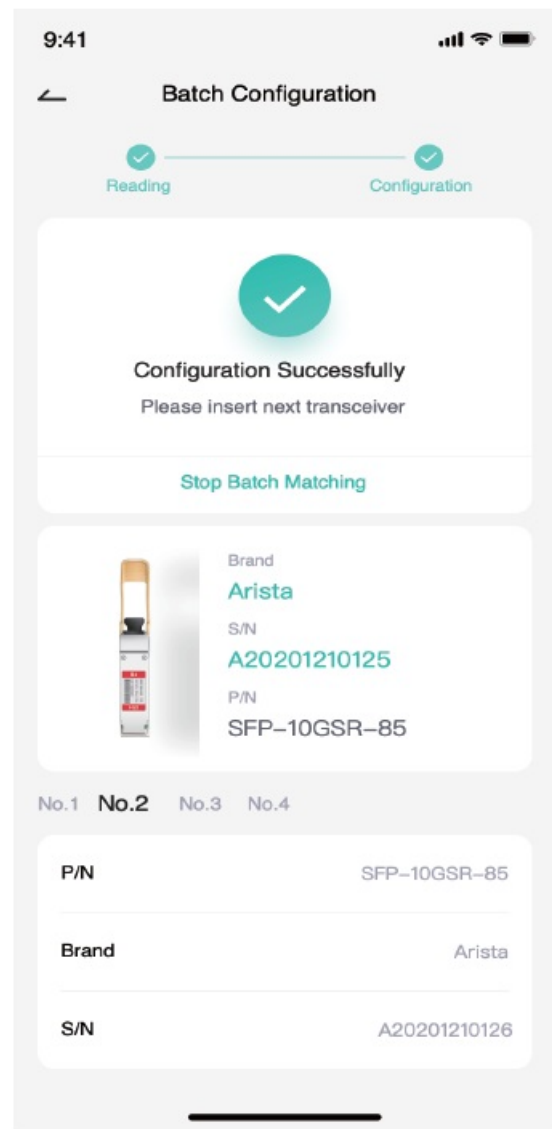 9:41
Batch Configuration
Reading
Configuration
Configuration Successfully
Please insert next transceiver
Stop Batch Matching
Brand
Arista
S/N
A20201210125
P/N
SFP-10GSR-85
No.1 No.2 No.3 No.4
P/N SFP-10GSR-85
Brand Arista
S/N A20201210126